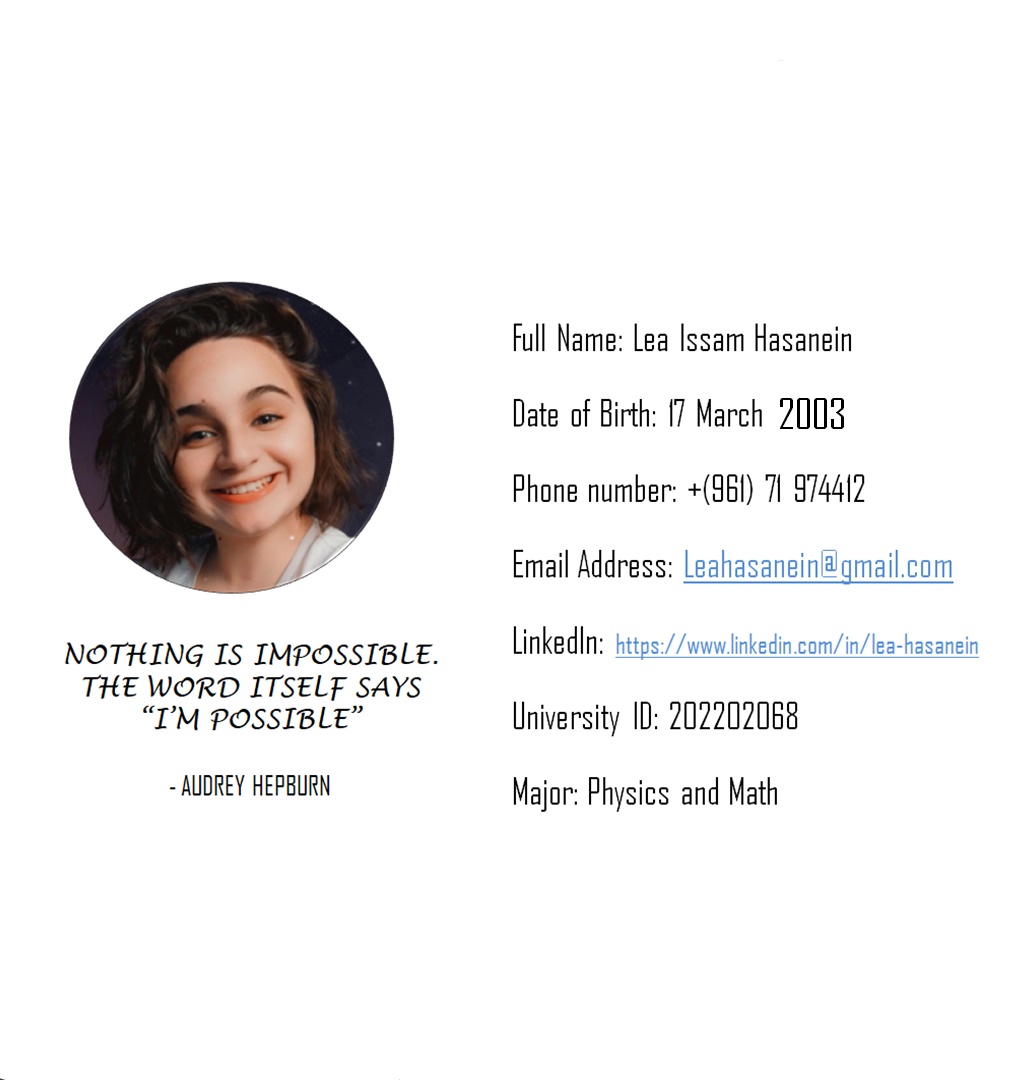 NOTHING IS IMPOSSIBLE.
THE WORD ITSELF SAYS
“I’M POSSIBLE”
- AUDREY HEPBURN
Full Name: Lea Issam Hasanein
Date of Birth: 17 March 2003
Phone number: +(961) 71 974412
Email Address: Leahasanein@gmail.com
LinkedIn: https://www.linkedin.com/in/lea-hasanein
University ID: 202202068
Major: Physics and Math